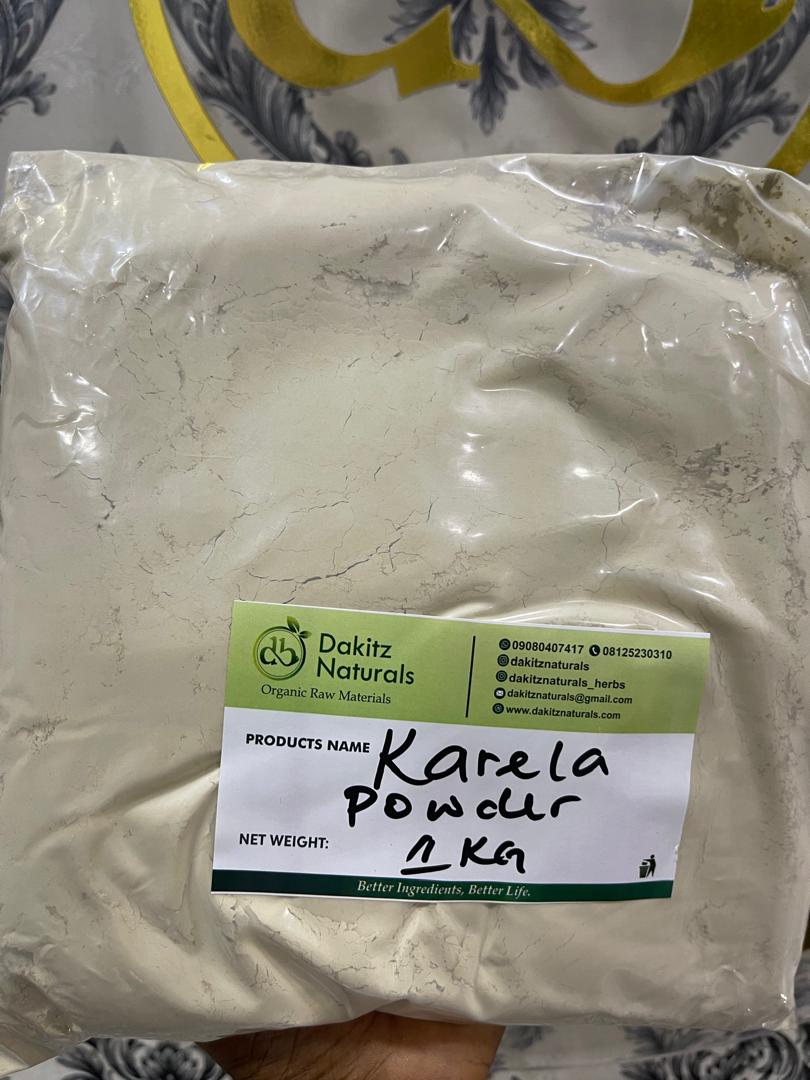 Dakitz
Naturals
Organic Raw Materials
09080407417 08125230310
dakitznaturals
dakitznaturals_herbs
dakitznaturals@gmail.com
www.dakitznaturals.com
PRODUCTS NAME Karela
Powder
NET WEIGHT: 1 KG
Better Ingredients, Better Life.